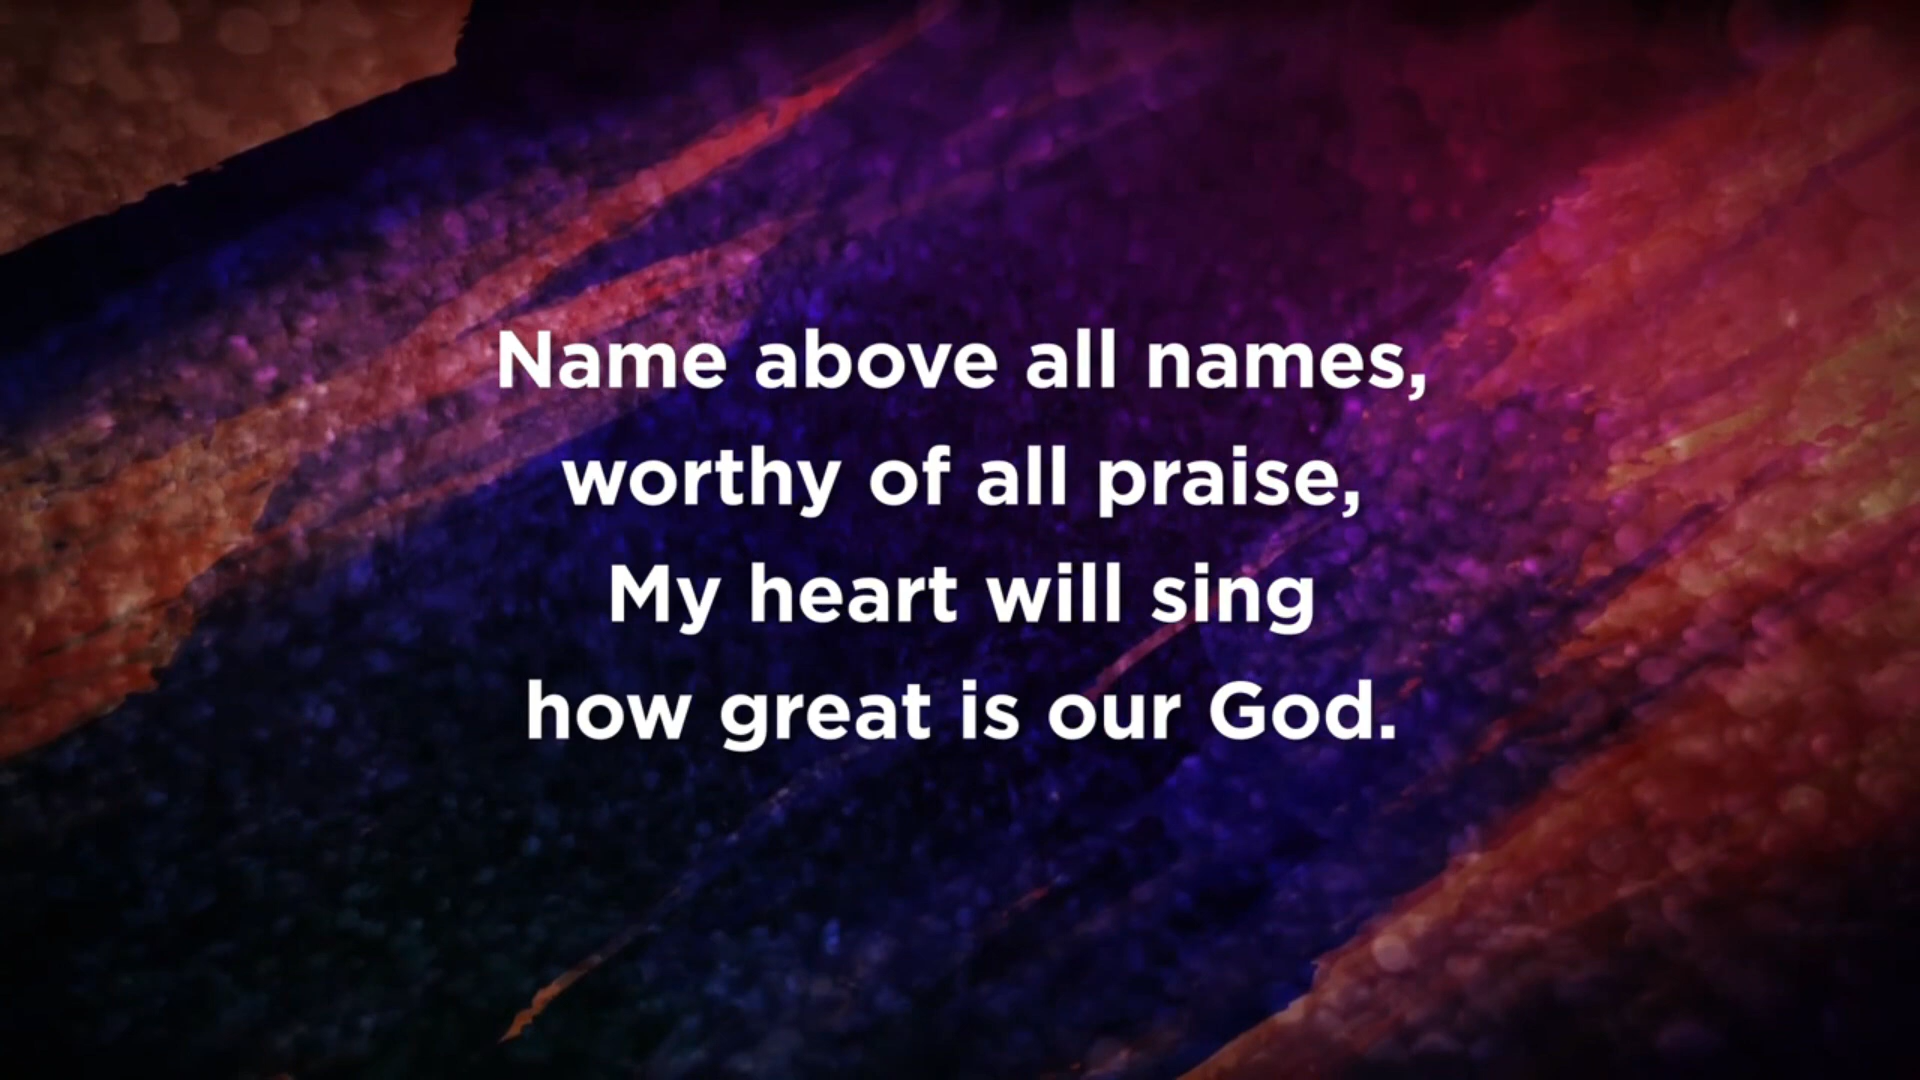 Name above all names,
worthy of all praise,
My heart will sing
how great is our God.